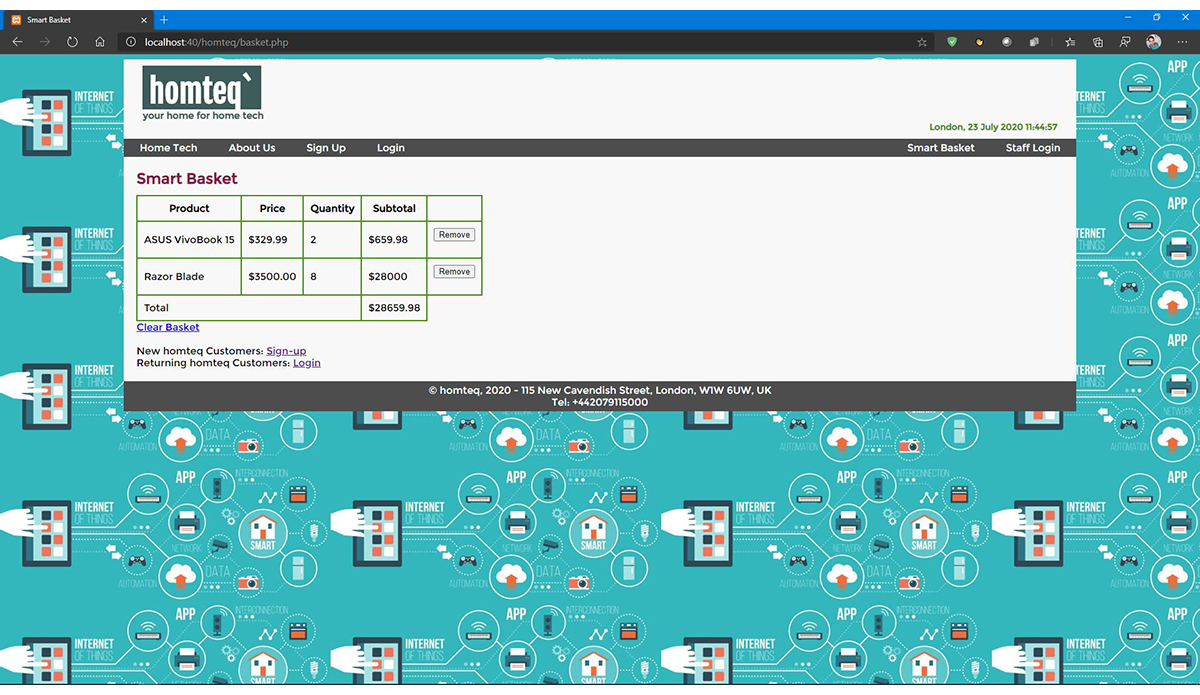 Smart Basket
localhost:40/homteq/basket.php
homteq`
your home for home tech
London, 23 July 2020 11:44:57
Home Tech About Us Sign Up Login Smart Basket Staff Login
Smart Basket
Product Price Quantity Subtotal
ASUS VivoBook 15 $329.99 2 $659.98 Remove
Razor Blade $3500.00 8 $28000 Remove
Total $28659.98
Clear Basket
New homteq Customers: Sign-up
Returning homteq Customers: Login
© homteq, 2020 - 115 New Cavendish Street, London, W1W 6UW, UK
Tel: +442079115000
APP
INTERNET
OF THINGS
NETWORK
AUTOMATION
DATA
INTERCONNECTION
SMART